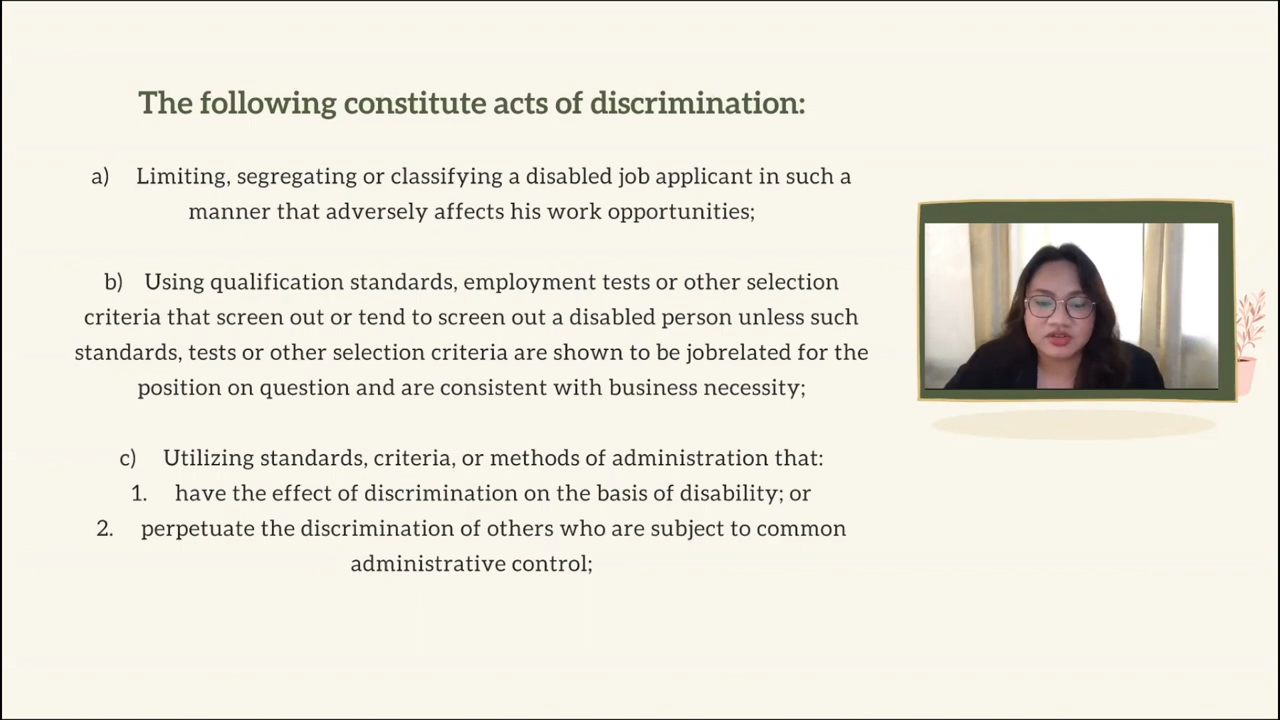 The following constitute acts of discrimination:
a) Limiting, segregating or classifying a disabled job applicant in such a
manner that adversely affects his work opportunities;
b) Using qualification standards, employment tests or other selection
criteria that screen out or tend to screen out a disabled person unless such
standards, tests or other selection criteria are shown to be jobrelated for the
position on question and are consistent with business necessity;
c) Utilizing standards, criteria, or methods of administration that:
1. have the effect of discrimination on the basis of disability; or
2. perpetuate the discrimination of others who are subject to common
administrative control;